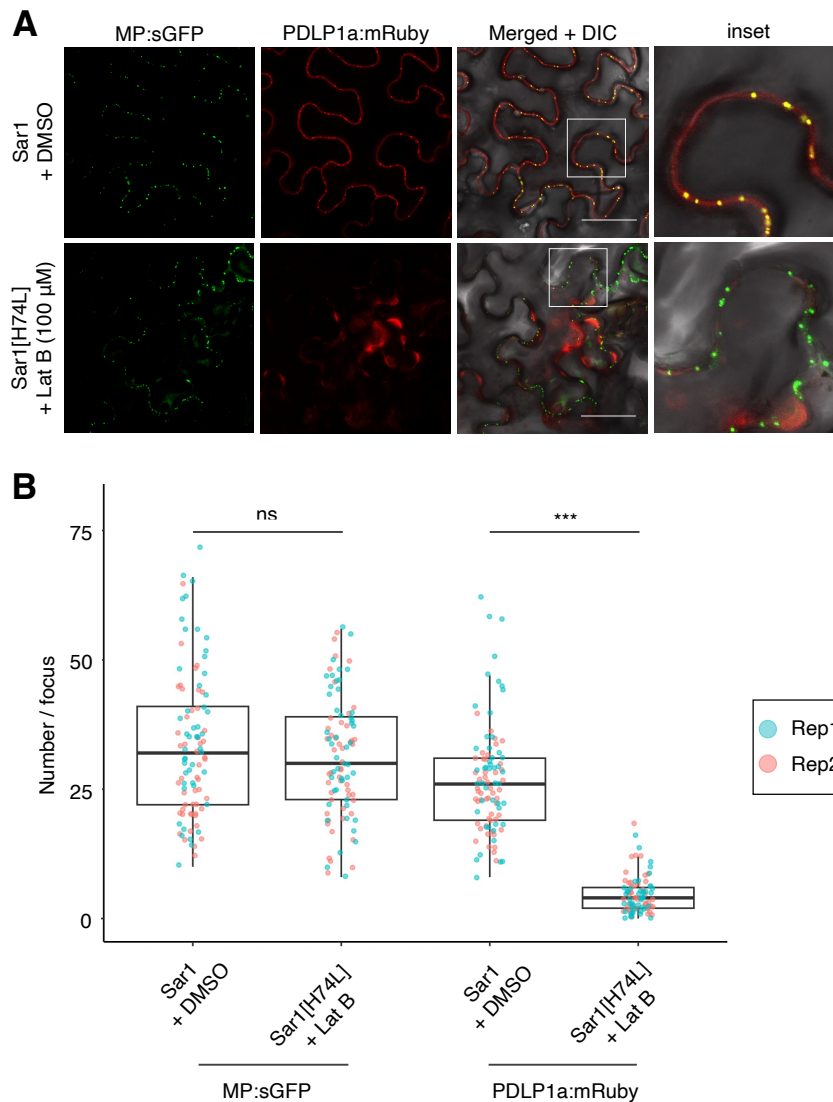 A
MP:sGFP PDLP1a:mRuby Merged + DIC inset
Sar1
+ DMSO
Sar1[H74L]
+ Lat B (100 μM)
B
Number / focus
75
50
25
0
ns
***
Rep1
Rep2
Sar1
+ DMSO
Sar1[H74L]
+ Lat B
Sar1
+ DMSO
Sar1[H74L]
+ Lat B
MP:sGFP
PDLP1a:mRuby